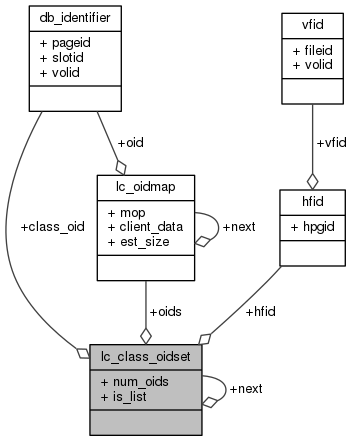 db_identifier
+ pageid
+ slotid
+ volid
vfid
+ fileid
+ volid
+oid
+vfid
lc_oidmap
+ mop
+ client_data
+ est_size
hfid
+ hpgid
+class_oid
+next
+oids
+hfid
lc_class_oidset
+ num_oids
+ is_list
+next